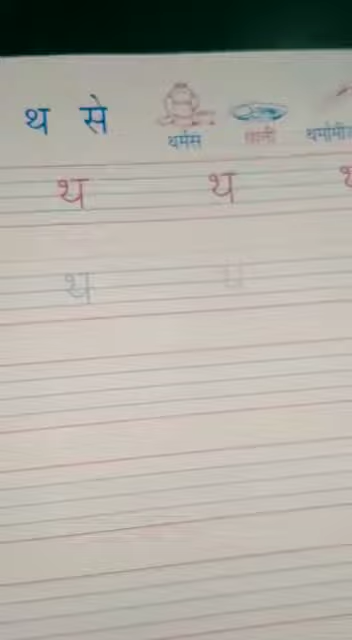 थ से
थर्मस थाली
थ थ
थ